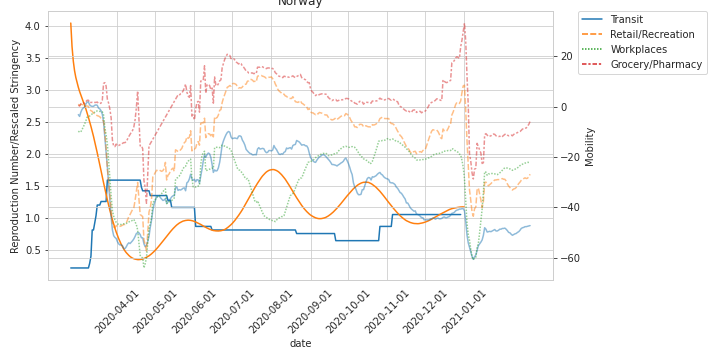 Norway
Reproduction Number/Rescaled Stringency
4.0
3.5
3.0
2.5
2.0
1.5
1.0
0.5
20
0
−20
−40
−60
Mobility
Transit
Retail/Recreation
Workplaces
Grocery/Pharmacy
2020-04-01
2020-05-01
2020-06-01
2020-07-01
2020-08-01
2020-09-01
2020-10-01
2020-11-01
2020-12-01
2021-01-01
date